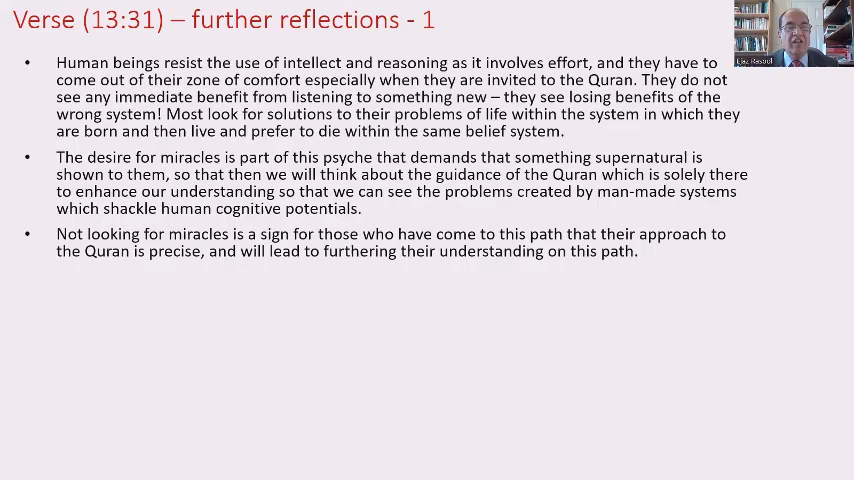 Verse (13:31) – further reflections - 1
• Human beings resist the use of intellect and reasoning as it involves effort, and they have to
come out of their zone of comfort especially when they are invited to the Quran. They do not
see any immediate benefit from listening to something new – they see losing benefits of the
wrong system! Most look for solutions to their problems of life within the system in which they
are born and then live and prefer to die within the same belief system.
• The desire for miracles is part of this psyche that demands that something supernatural is
shown to them, so that then we will think about the guidance of the Quran which is solely there
to enhance our understanding so that we can see the problems created by man-made systems
which shackle human cognitive potentials.
• Not looking for miracles is a sign for those who have come to this path that their approach to
the Quran is precise, and will lead to furthering their understanding on this path.
Ejaz Rasool